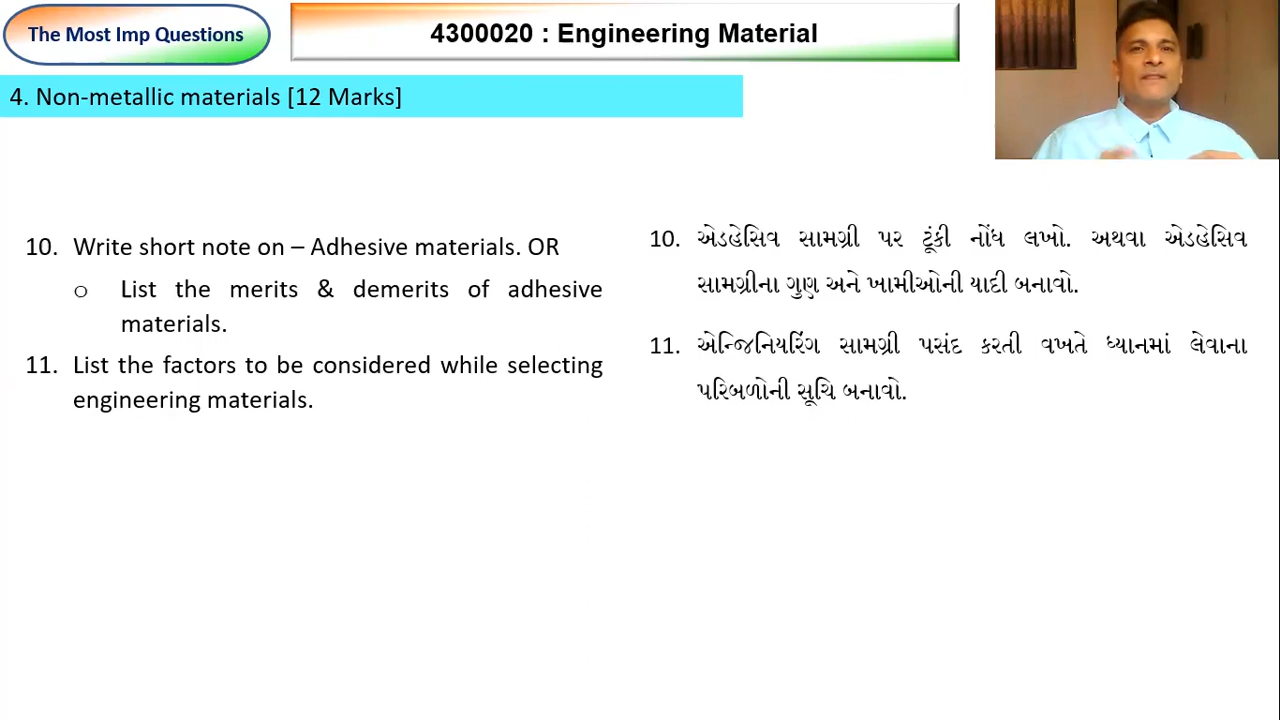 The Most Imp Questions
4300020 : Engineering Material
4. Non-metallic materials [12 Marks]
10. Write short note on – Adhesive materials. OR
o List the merits & demerits of adhesive
materials.
11. List the factors to be considered while selecting
engineering materials.
10. એડહેસિવ સામગ્રી પર ટૂંકી નોંધ લખો. અથવા એડહેસિવ
સામગ્રીના ગુણ અને ખામીઓની યાદી બનાવો.
11. એન્જિનિયરિંગ સામગ્રી પસંદ કરતી વખતે ધ્યાનમાં લેવાના
પરિબળોની સૂચિ બનાવો.